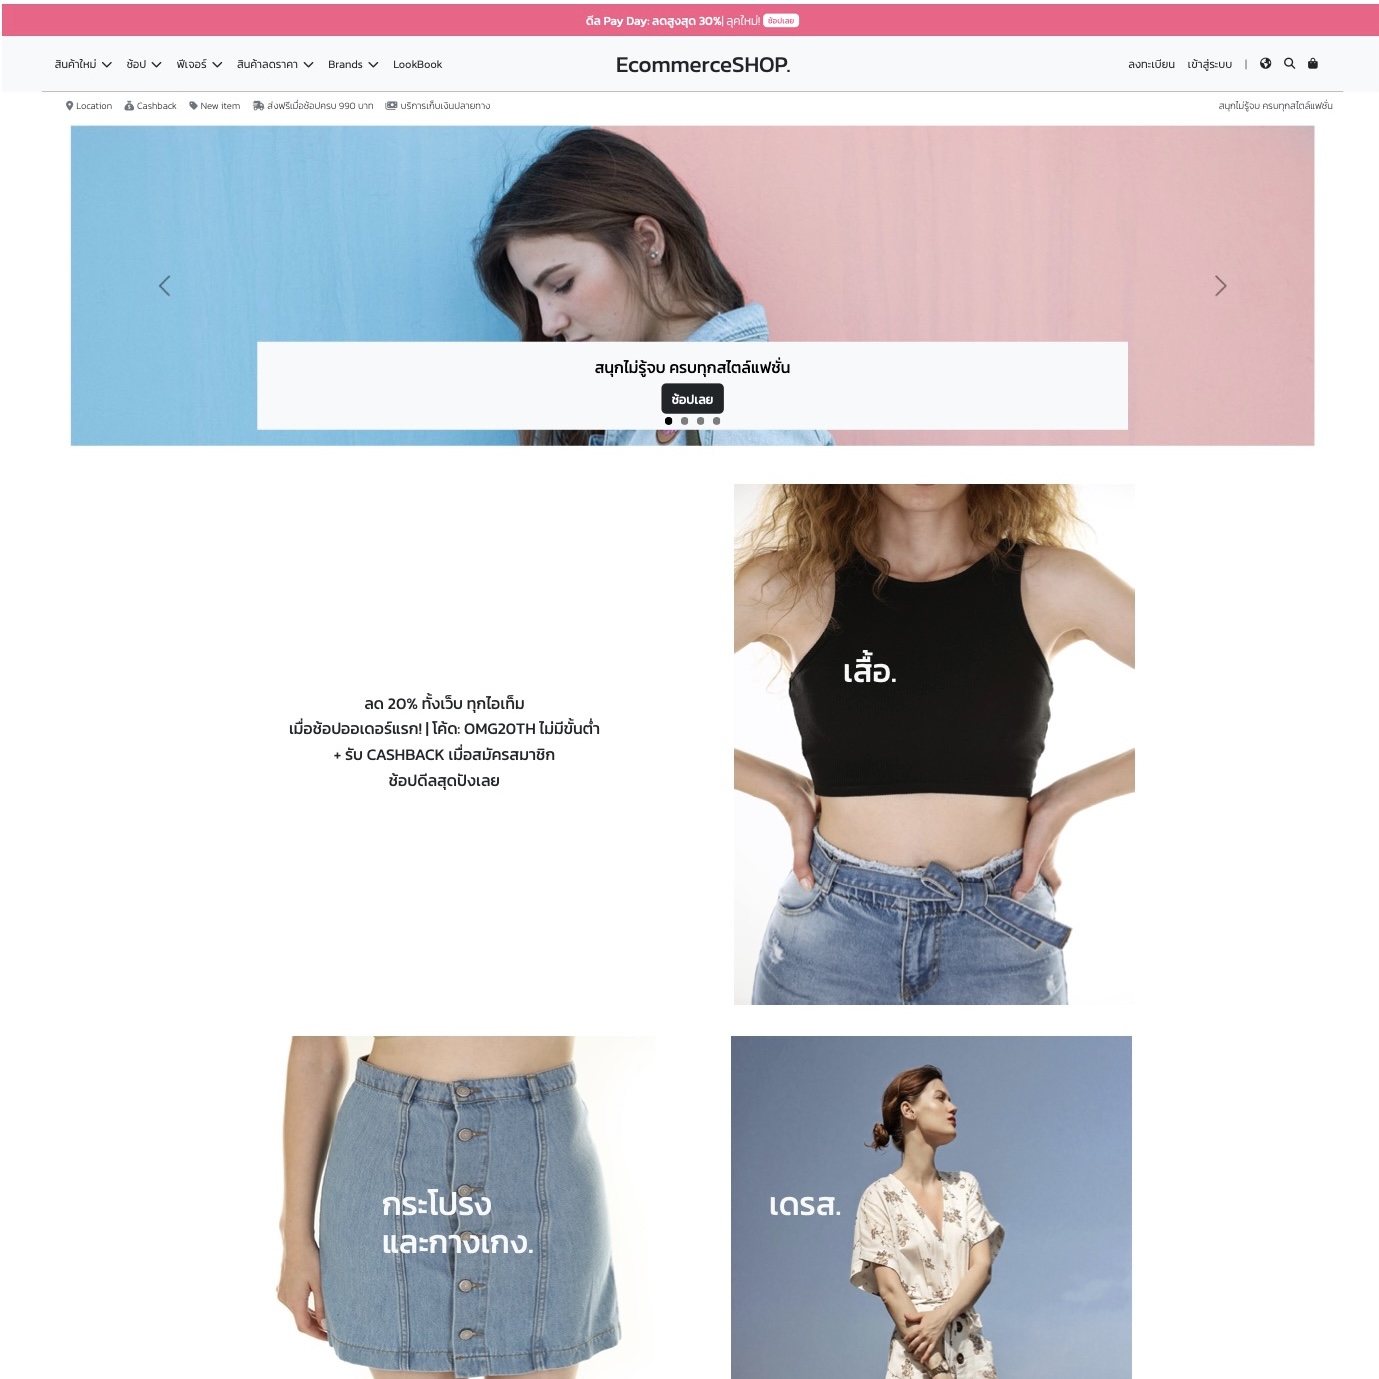 ดีล Pay Day: ลดสูงสุด 30%| ลุคใหม่! ช้อปเลย
สินค้าใหม่ ช้อป ฟีเจอร์ สินค้าลดราคา Brands LookBook
EcommerceSHOP.
ลงทะเบียน เข้าสู่ระบบ |
Location Cashback New item ส่งฟรีเมื่อช้อปครบ 990 บาท บริการเก็บเงินปลายทาง
สนุกไม่รู้จบ ครบทุกสไตล์แฟชั่น
สนุกไม่รู้จบ ครบทุกสไตล์แฟชั่น
ช้อปเลย
เสื้อ.
ลด 20% ทั้งเว็บ ทุกไอเท็ม
เมื่อช้อปออเดอร์แรก! | โค้ด: OMG20TH ไม่มีขั้นต่ำ
+ รับ CASHBACK เมื่อสมัครสมาชิก
ช้อปดีลสุดปังเลย
กระโปรง
และกางเกง.
เดรส.